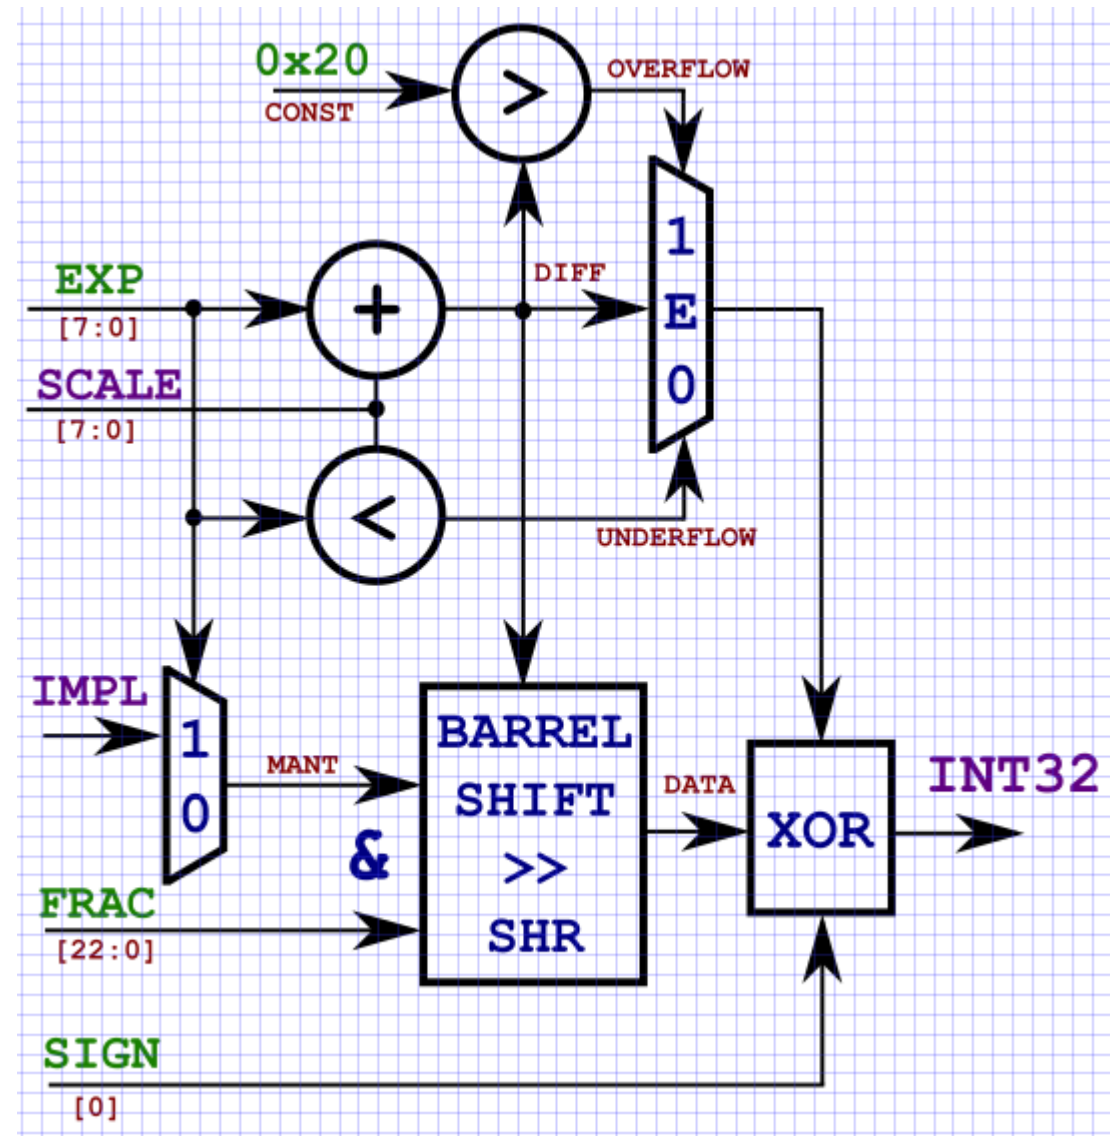 0x20
CONST
>
OVERFLOW
1
E
0
EXP
[7:0]
+
DIFF
SCALE
[7:0]
<
UNDERFLOW
IMPL
1
0
MANT
BARREL
SHIFT
>>
SHR
&
DATA
XOR
INT32
FRAC
[22:0]
SIGN
[0]